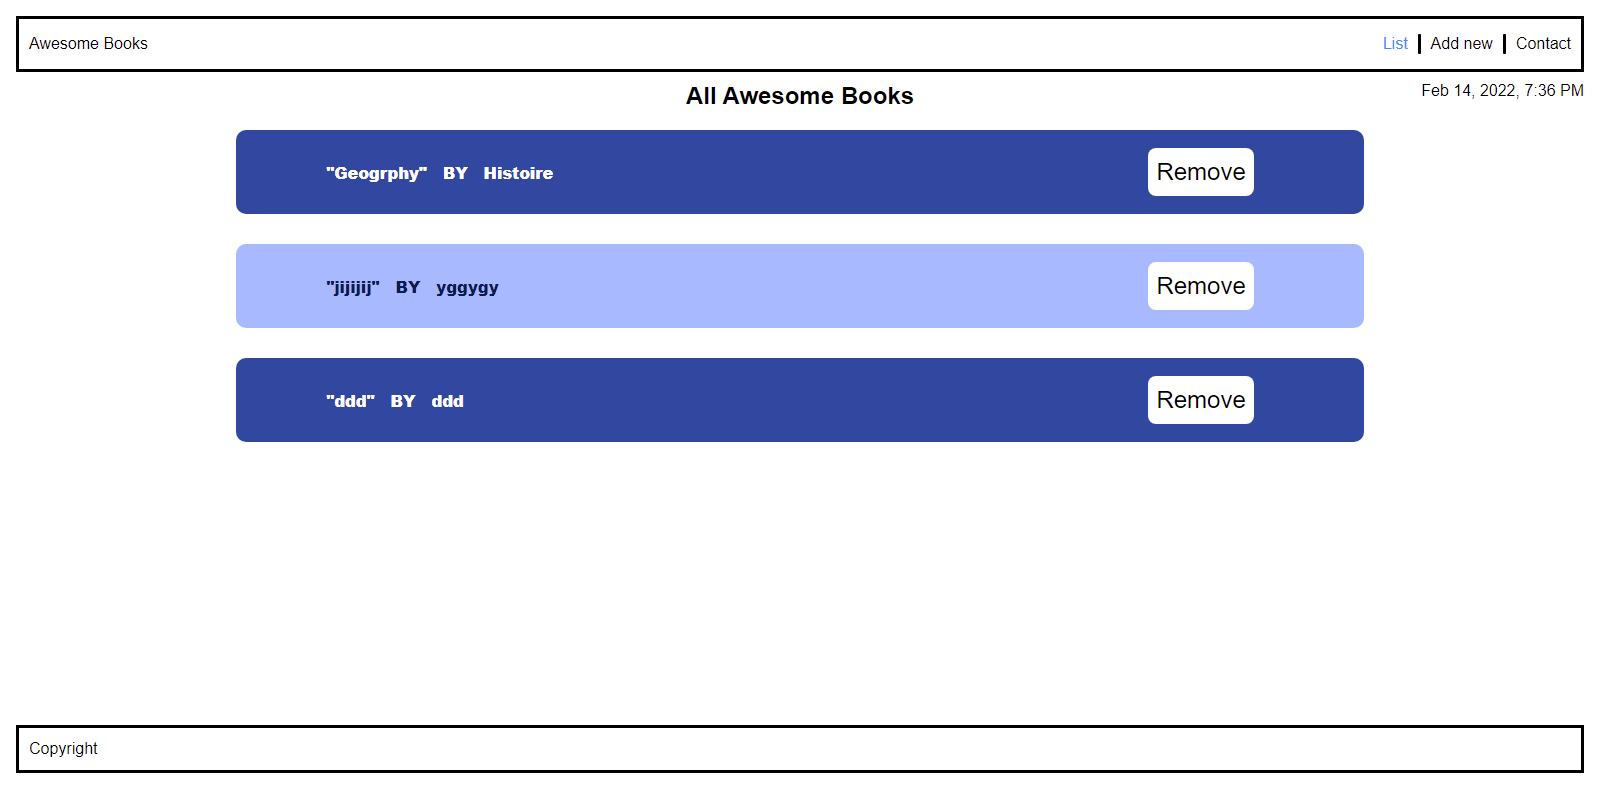 Awesome Books List Add new Contact
All Awesome Books Feb 14, 2022, 7:36 PM
"Geogrphy" BY Histoire Remove
"jijijij" BY yggygy Remove
"ddd" BY ddd Remove
Copyright